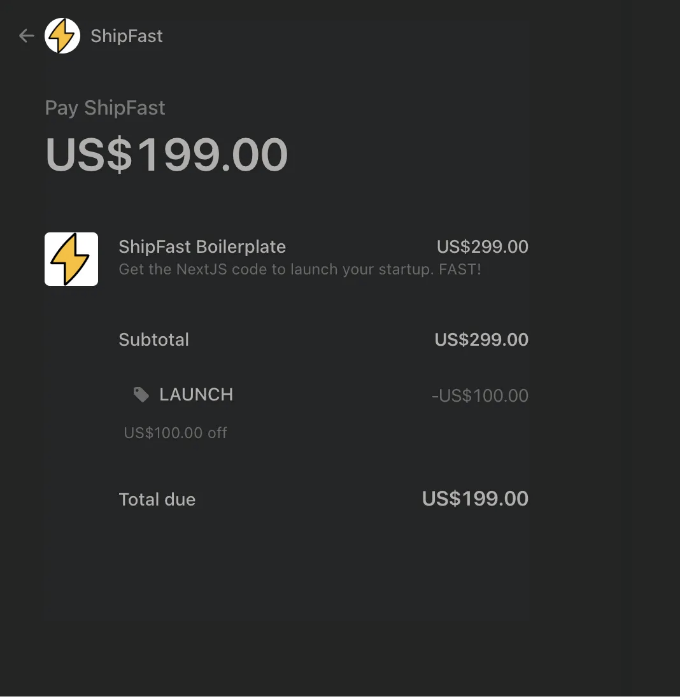 ShipFast
Pay ShipFast
US$199.00
ShipFast Boilerplate US$299.00
Get the NextJS code to launch your startup. FAST!
Subtotal US$299.00
LAUNCH -US$100.00
US$100.00 off
Total due US$199.00